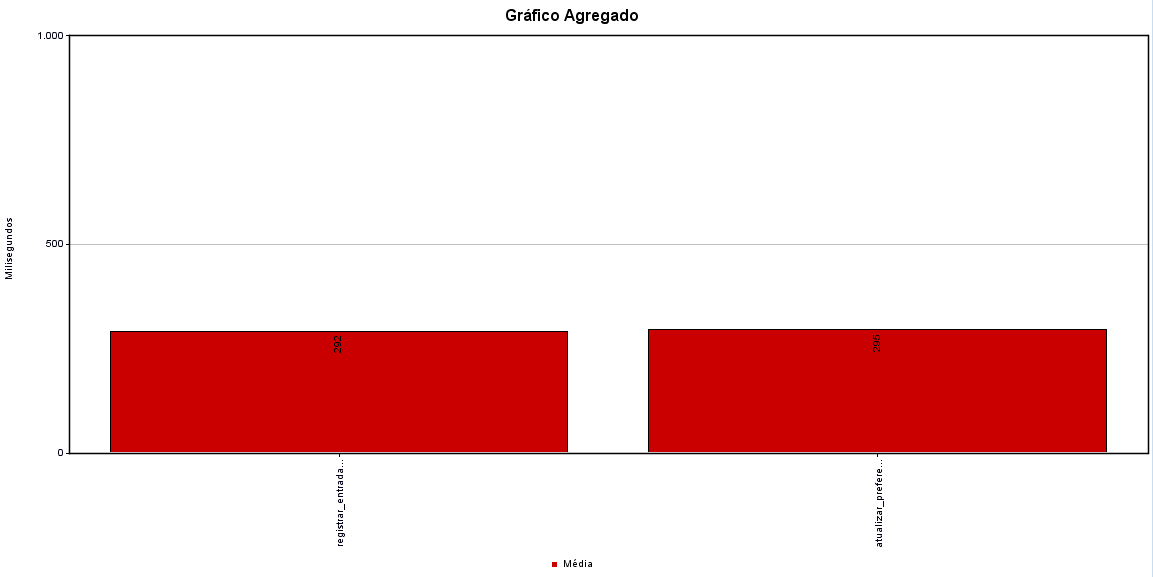 Gráfico Agregado
1.000
Milisegundos
500
292
295
0
registrar_entrada...
atualizar_prefere...
Média